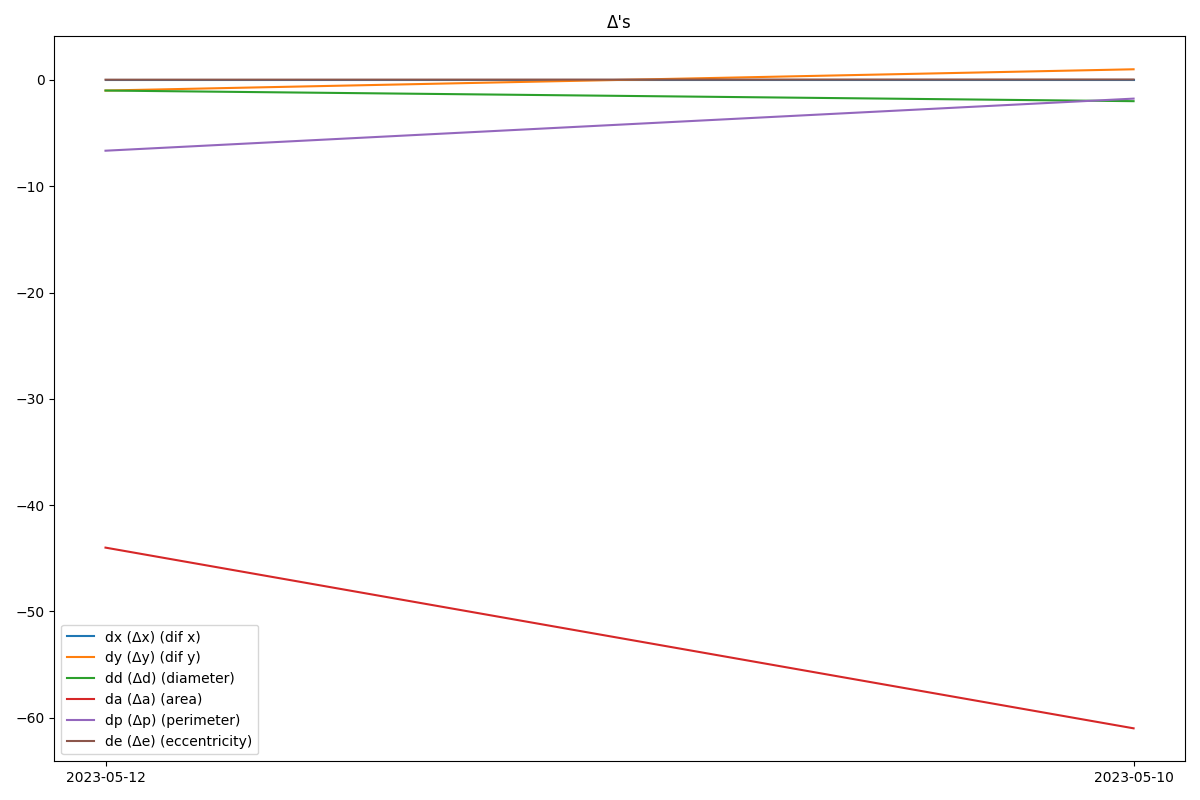 Δ's
0
−10
−20
−30
−40
−50
−60
dx (Δx) (dif x)
dy (Δy) (dif y)
dd (Δd) (diameter)
da (Δa) (area)
dp (Δp) (perimeter)
de (Δe) (eccentricity)
2023-05-12
2023-05-10